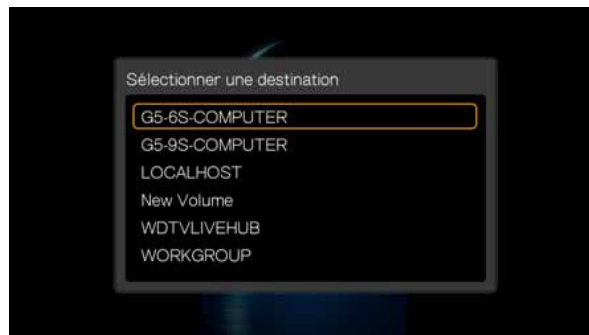 Sélectionner une destination
G5-6S-COMPUTER
G5-9S-COMPUTER
LOCALHOST
New Volume
WDTVLIVEHUB
WORKGROUP